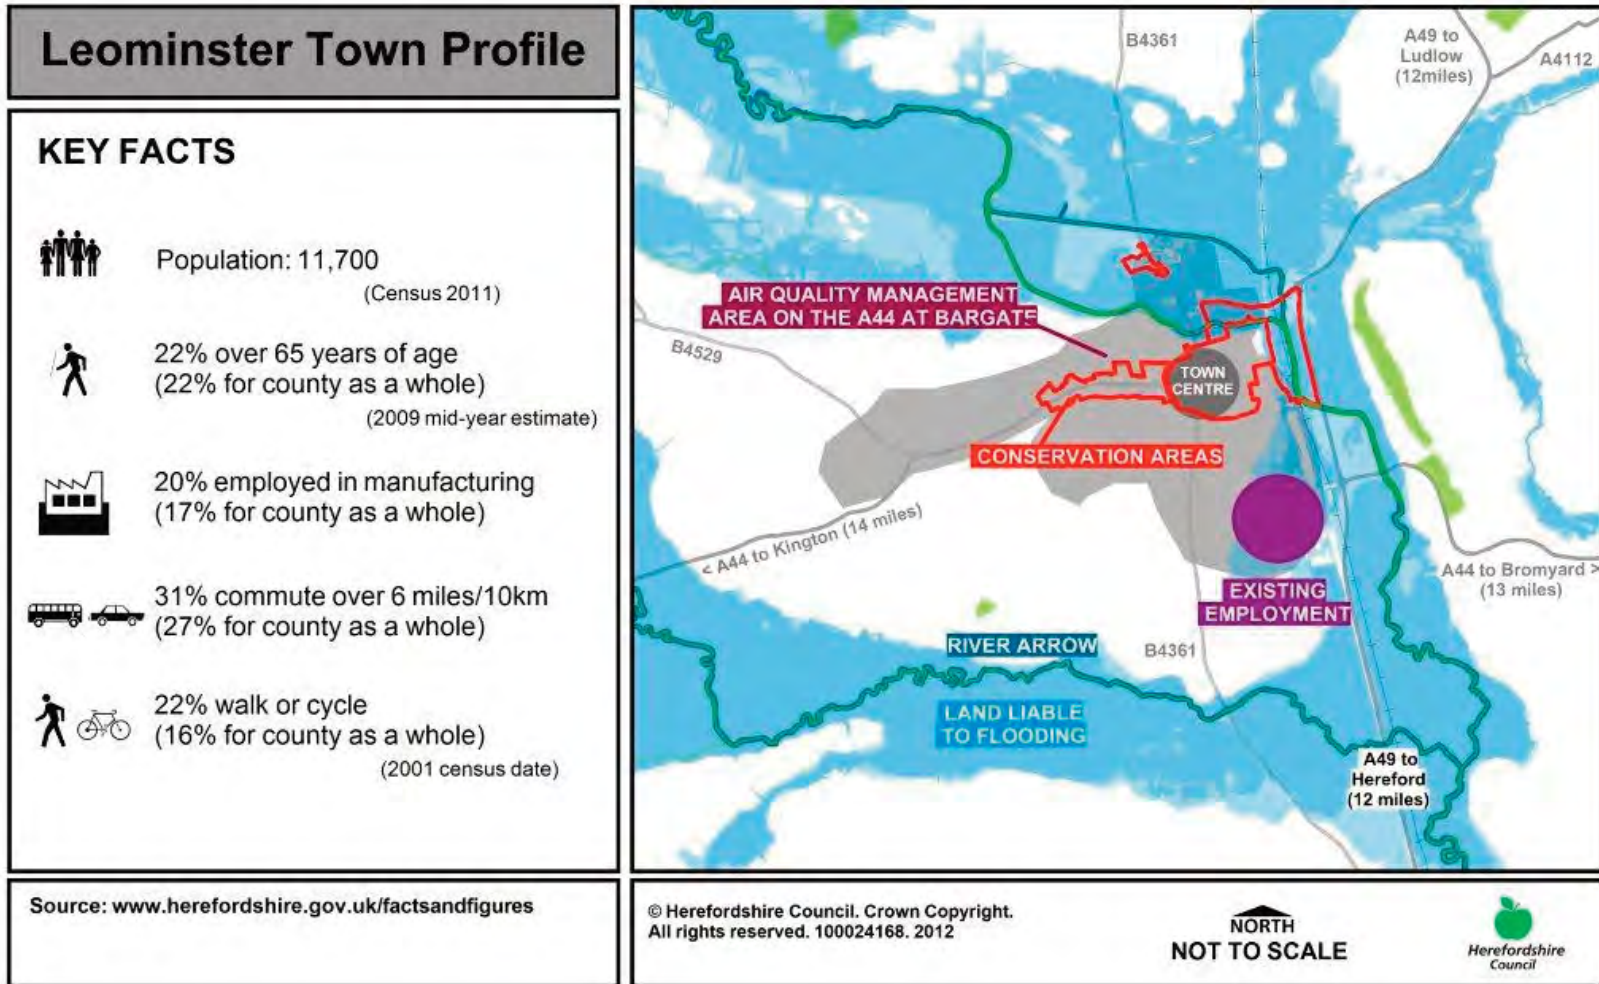 Leominster Town Profile
KEY FACTS
Population: 11,700
(Census 2011)
22% over 65 years of age
(22% for county as a whole)
(2009 mid-year estimate)
20% employed in manufacturing
(17% for county as a whole)
31% commute over 6 miles/10km
(27% for county as a whole)
22% walk or cycle
(16% for county as a whole)
(2001 census date)
Source: www.herefordshire.gov.uk/factsandfigures
B4361
A49 to
Ludlow
(12miles)
A4112
AIR QUALITY MANAGEMENT
AREA ON THE A44 AT BARGATE
B4529
TOWN
CENTRE
CONSERVATION AREAS
< A44 to Kington (14 miles)
A44 to Bromyard >
(13 miles)
EXISTING
EMPLOYMENT
RIVER ARROW
B4361
LAND LIABLE
TO FLOODING
A49 to
Hereford
(12 miles)
© Herefordshire Council. Crown Copyright.
All rights reserved. 100024168. 2012
NORTH
NOT TO SCALE
Herefordshire
Council